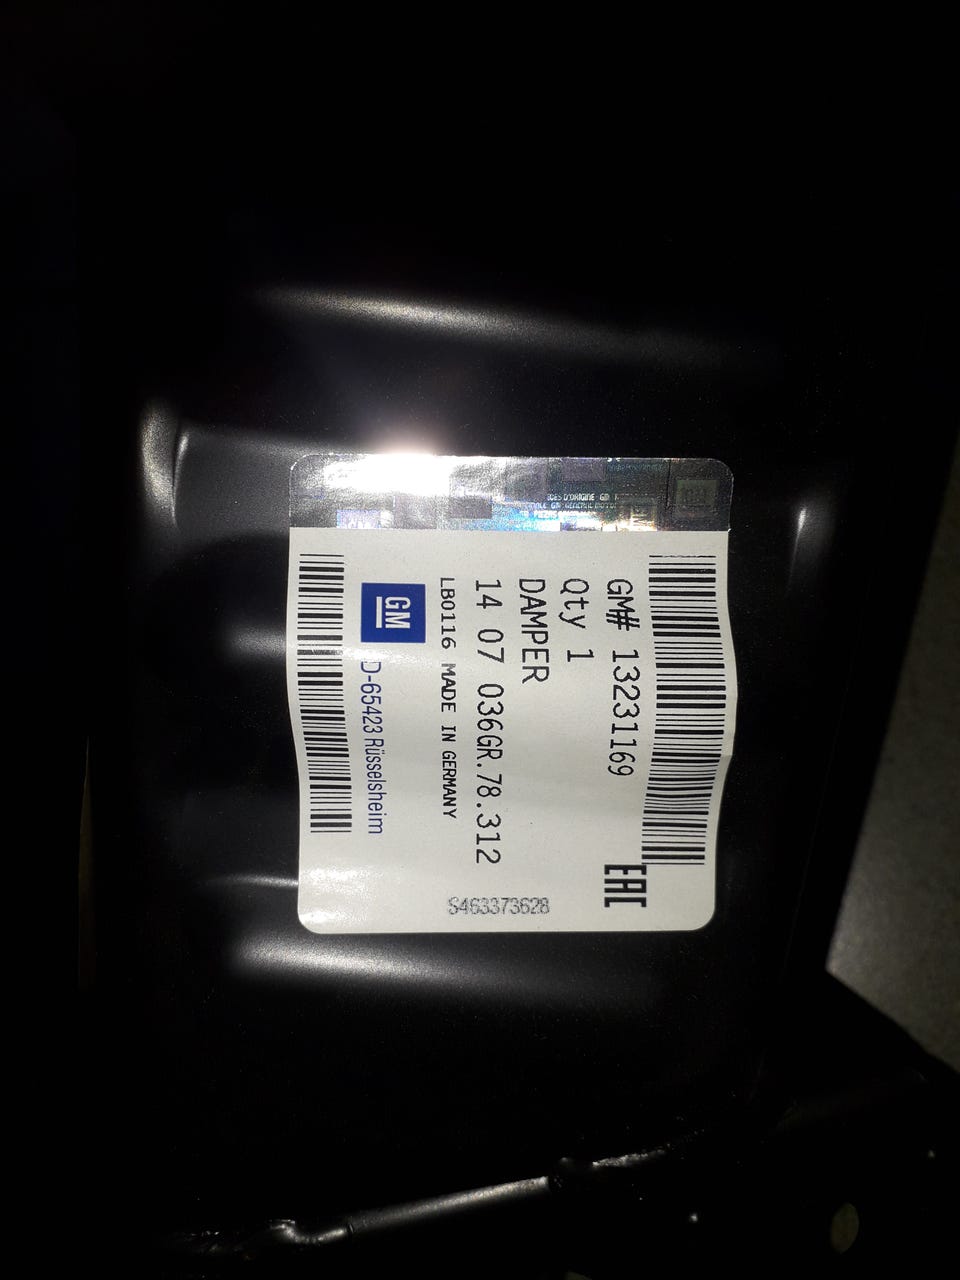 GM# 13231169
EAC
Qty 1
DAMPER
14 07 036GR.78.312
S463373628
LB0116 MADE IN GERMANY
GM
D-65423 Rüsselsheim